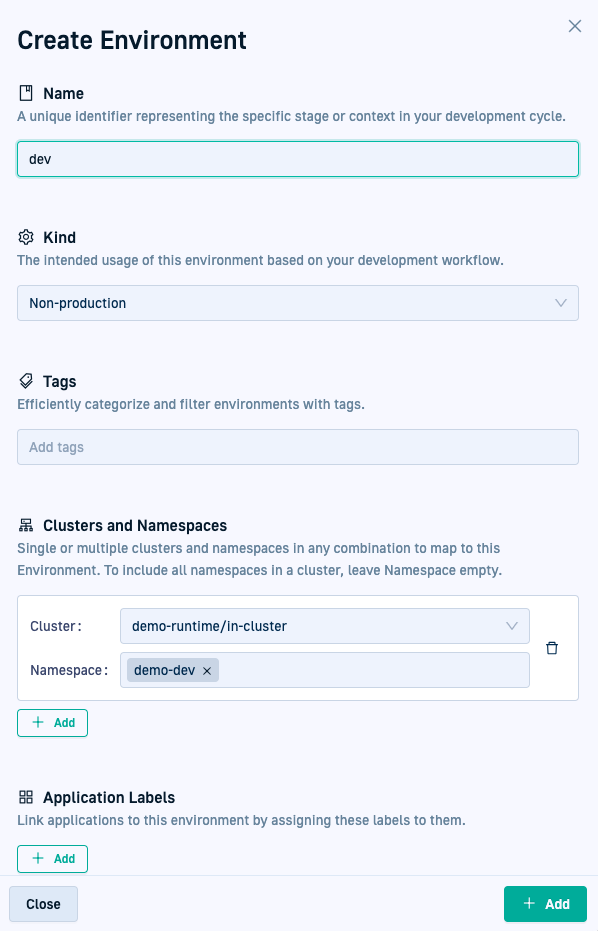 Create Environment
Name
A unique identifier representing the specific stage or context in your development cycle.
dev
Kind
The intended usage of this environment based on your development workflow.
Non-production
Tags
Efficiently categorize and filter environments with tags.
Add tags
Clusters and Namespaces
Single or multiple clusters and namespaces in any combination to map to this
Environment. To include all namespaces in a cluster, leave Namespace empty.
Cluster: demo-runtime/in-cluster
Namespace: demo-dev ×
+ Add
Application Labels
Link applications to this environment by assigning these labels to them.
+ Add
Close + Add